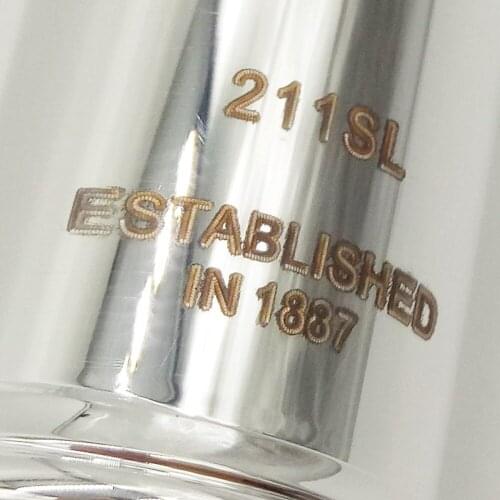 211SL
ESTABLISHED
IN 1887